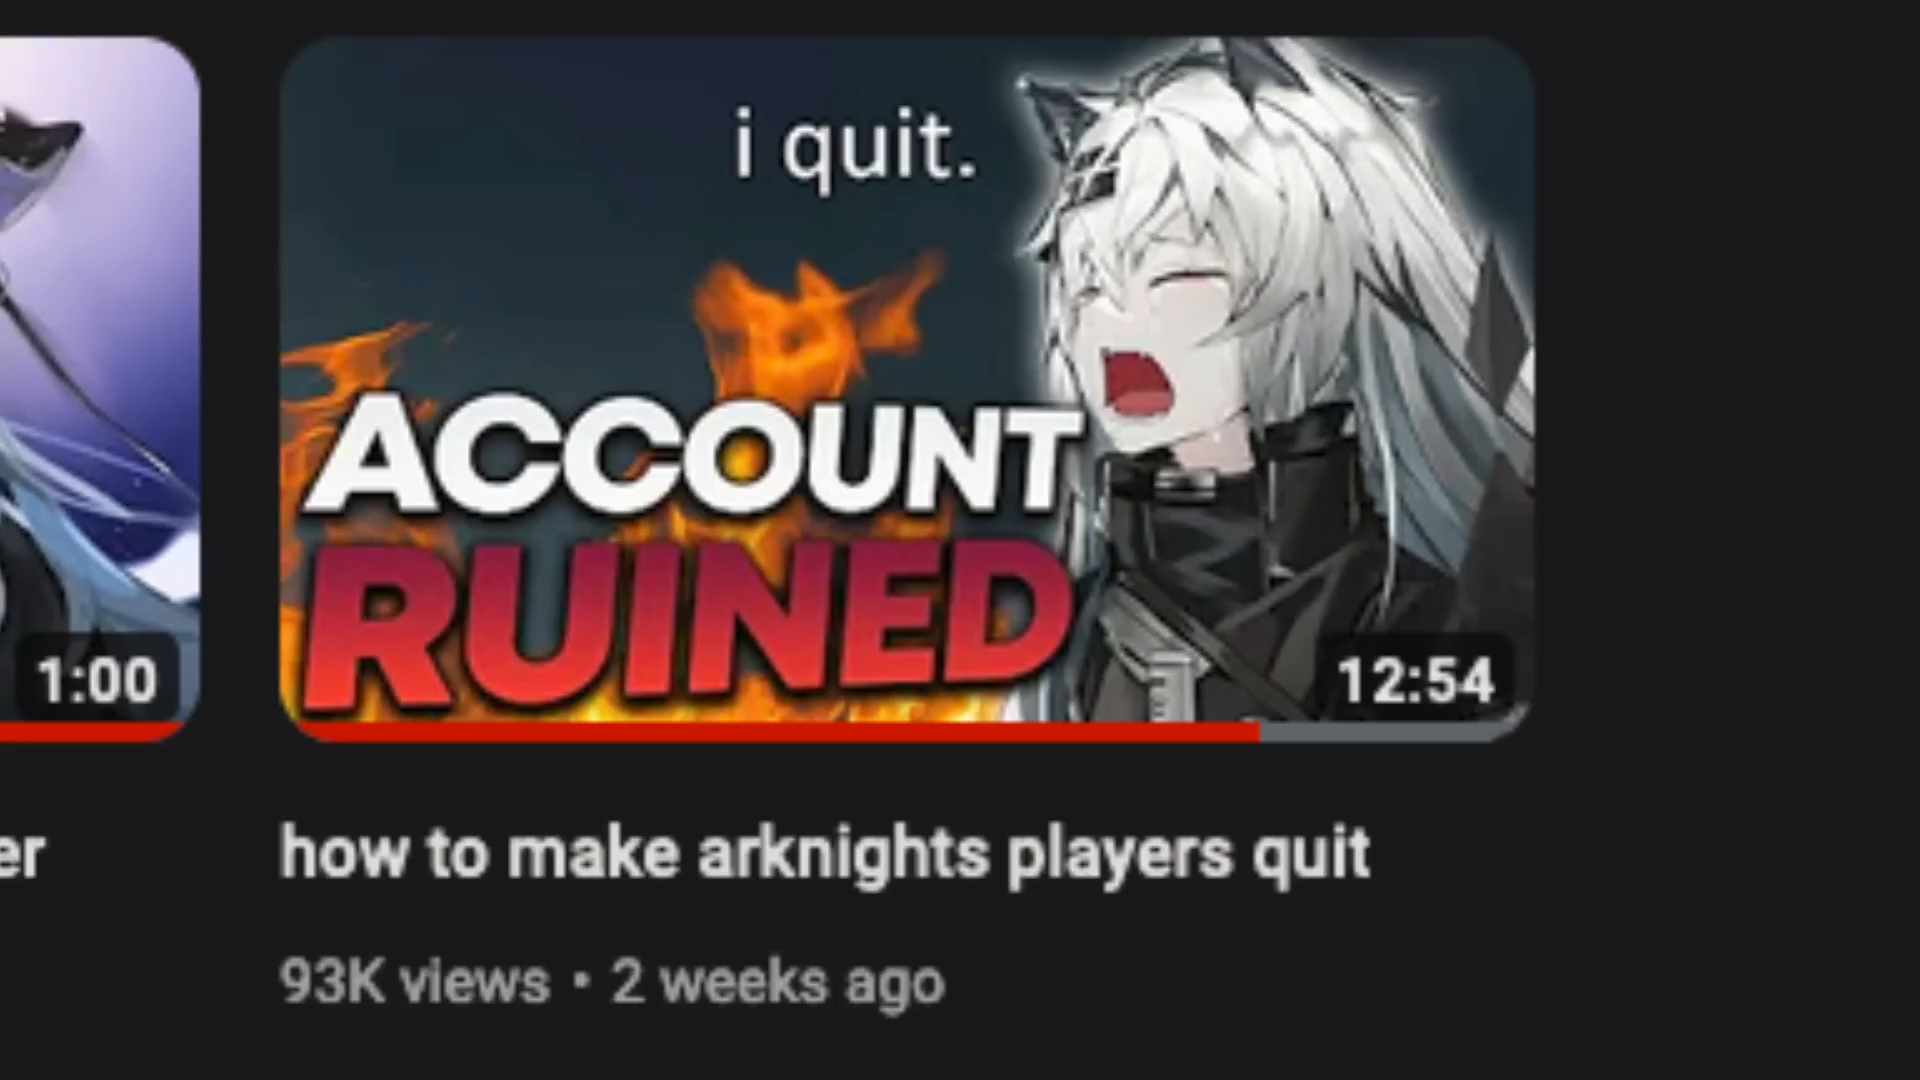 i quit.
ACCOUNT
RUINED
1:00
12:54
er
how to make arknights players quit
93K views • 2 weeks ago